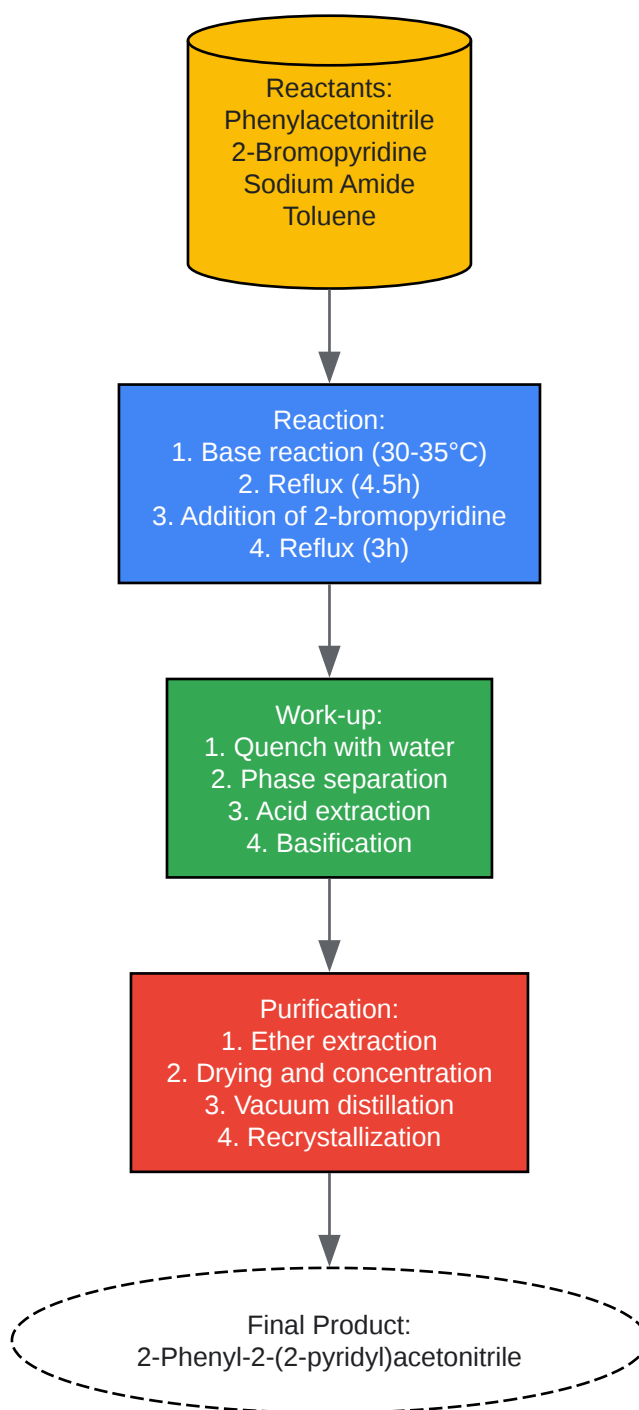 Reactants:
Phenylacetonitrile
2-Bromopyridine
Sodium Amide
Toluene
Reaction:
1. Base reaction (30-35°C)
2. Reflux (4.5h)
3. Addition of 2-bromopyridine
4. Reflux (3h)
Work-up:
1. Quench with water
2. Phase separation
3. Acid extraction
4. Basification
Purification:
1. Ether extraction
2. Drying and concentration
3. Vacuum distillation
4. Recrystallization
Final Product:
2-Phenyl-2-(2-pyridyl)acetonitrile